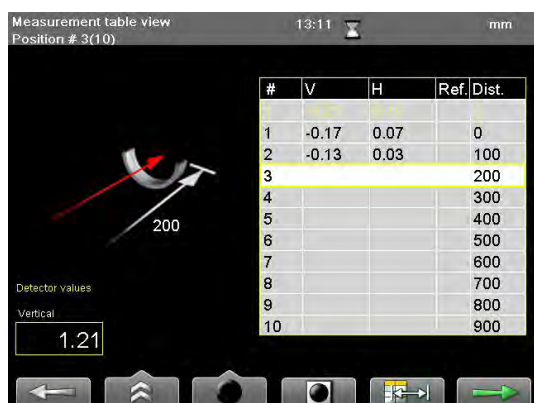 Measurement table view 13:11 mm
Position # 3(10)
# V H Ref. Dist.
1 -0.17 0.07 0
2 -0.13 0.03 100
3 200
4 300
5 400
6 500
7 600
8 700
9 800
10 900
200
Detector values
Vertical
1.21